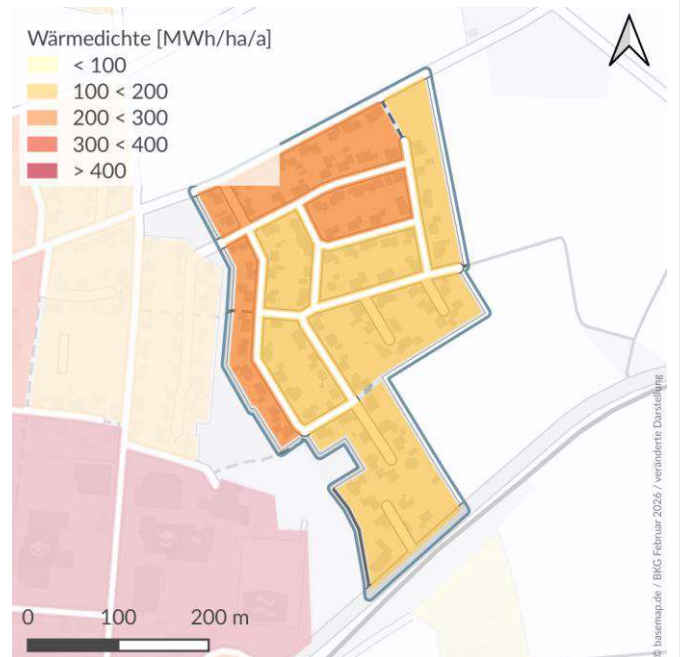 Wärmedichte [MWh/ha/a]
< 100
100 < 200
200 < 300
300 < 400
> 400
0 100 200 m
© basemap.de / BKG Februar 2026 / veränderte Darstellung